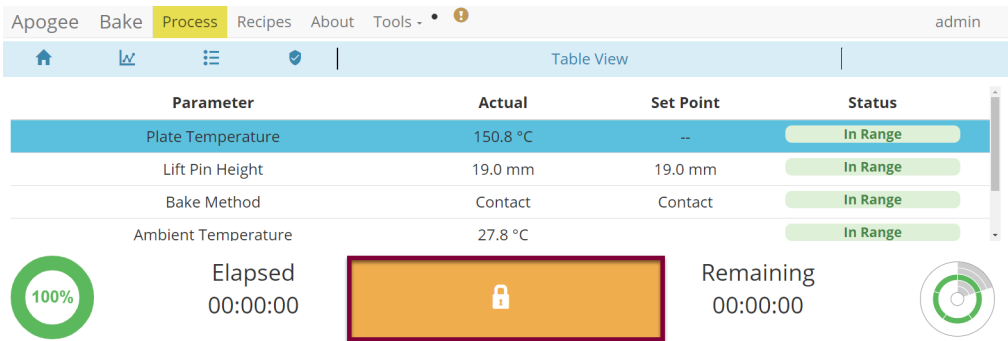 Apogee Bake Process Recipes About Tools admin
Table View
Parameter Actual Set Point Status
Plate Temperature 150.8 °C -- In Range
Lift Pin Height 19.0 mm 19.0 mm In Range
Bake Method Contact Contact In Range
Ambient Temperature 27.8 °C In Range
Elapsed Remaining
100% 00:00:00 00:00:00